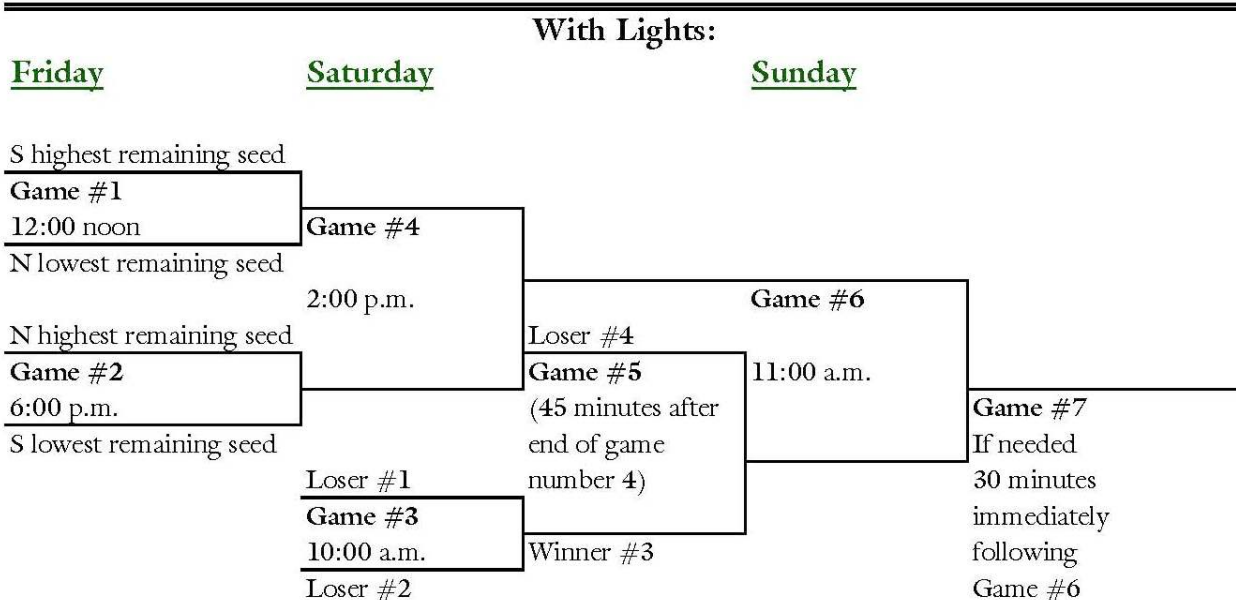 With Lights:
Friday
Saturday
Sunday
S highest remaining seed
Game #1
12:00 noon
N lowest remaining seed
N highest remaining seed
Game #2
6:00 p.m.
S lowest remaining seed
Game #4
2:00 p.m.
Loser #1
Game #3
10:00 a.m.
Loser #2
Loser #4
Game #5
(45 minutes after
end of game
number 4)
Winner #3
Game #6
11:00 a.m.
Game #7
If needed
30 minutes
immediately
following
Game #6